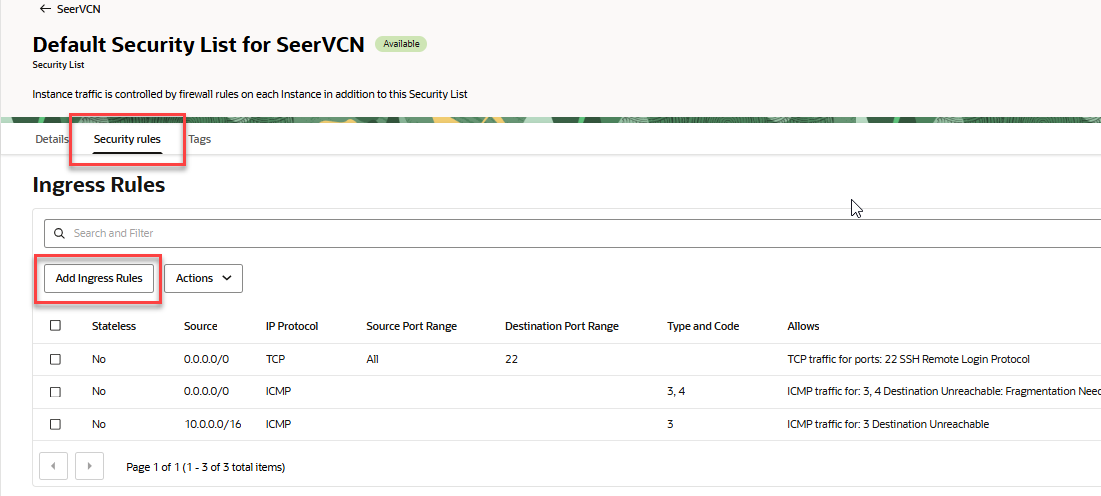 ← SeerVCN
Default Security List for SeerVCN Available
Security List
Instance traffic is controlled by firewall rules on each Instance in addition to this Security List
Details Security rules Tags
Ingress Rules
Search and Filter
Add Ingress Rules Actions
Stateless Source IP Protocol Source Port Range Destination Port Range Type and Code Allows
No 0.0.0.0/0 TCP All 22 TCP traffic for ports: 22 SSH Remote Login Protocol
No 0.0.0.0/0 ICMP 3, 4 ICMP traffic for: 3, 4 Destination Unreachable: Fragmentation Need
No 10.0.0.0/16 ICMP 3 ICMP traffic for: 3 Destination Unreachable
Page 1 of 1 (1 - 3 of 3 total items)